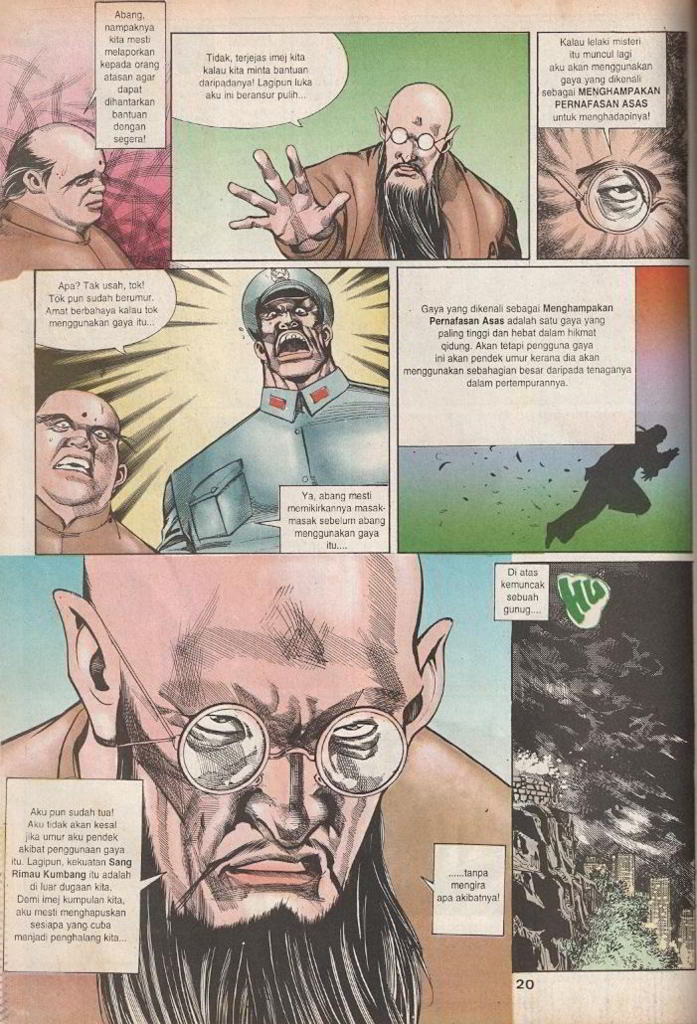 Abang,
nampaknya
kita mesti
melaporkan
kepada orang
atasan agar
dapat
dihantarkan
bantuan
dengan
segera!
Tidak, terjejas imej kita
kalau kita minta bantuan
daripadanya! Lagipun luka
aku ini beransur pulih...
Kalau lelaki misteri
itu muncul lagi
aku akan menggunakan
gaya yang dikenali
sebagai MENGHAMPAKAN
PERNAFASAN ASAS
untuk menghadapinya!
Apa? Tak usah, tok!
Tok pun sudah berumur.
Amat berbahaya kalau tok
menggunakan gaya itu...
Ya, abang mesti
memikirkannya masak-
masak sebelum abang
menggunakan gaya
itu....
Gaya yang dikenali sebagai Menghampakan
Pernafasan Asas adalah satu gaya yang
paling tinggi dan hebat dalam hikmat
qidung. Akan tetapi pengguna gaya
ini akan pendek umur kerana dia akan
menggunakan sebahagian besar daripada tenaganya
dalam pertempurannya.
Aku pun sudah tua!
Aku tidak akan kesal
jika umur aku pendek
akibat penggunaan gaya
itu. Lagipun, kekuatan Sang
Rimau Kumbang itu adalah
di luar dugaan kita.
Demi imej kumpulan kita,
aku mesti menghapuskan
sesiapa yang cuba
menjadi penghalang kita...
......tanpa
mengira
apa akibatnya!
Di atas
kemuncak
sebuah
gunug....
HU
20